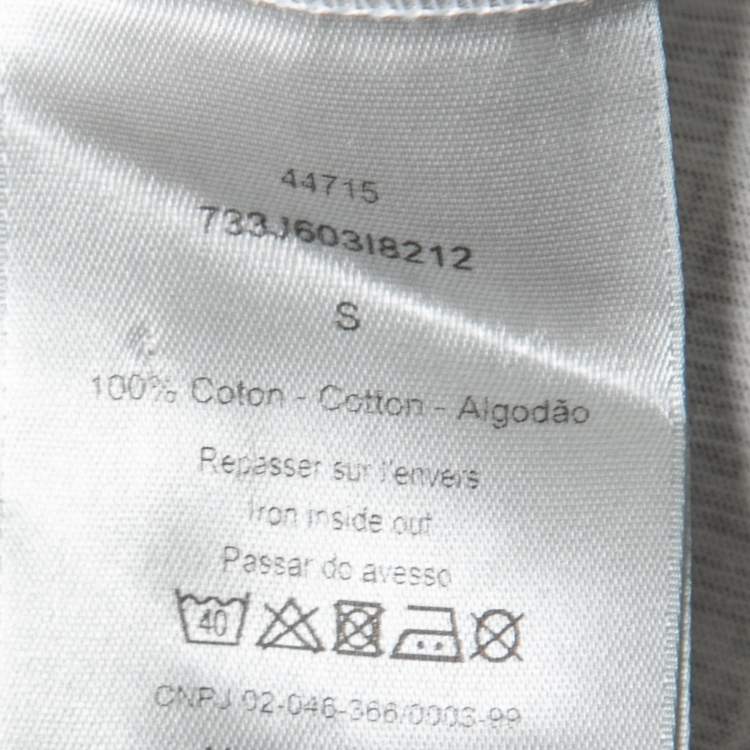 44715
733J603I8212
S
100% Coton - Cotton - Algodão
Repasser sur l'envers
Iron inside out
Passar do avesso
40
CNPJ 02-046-366/0003-99